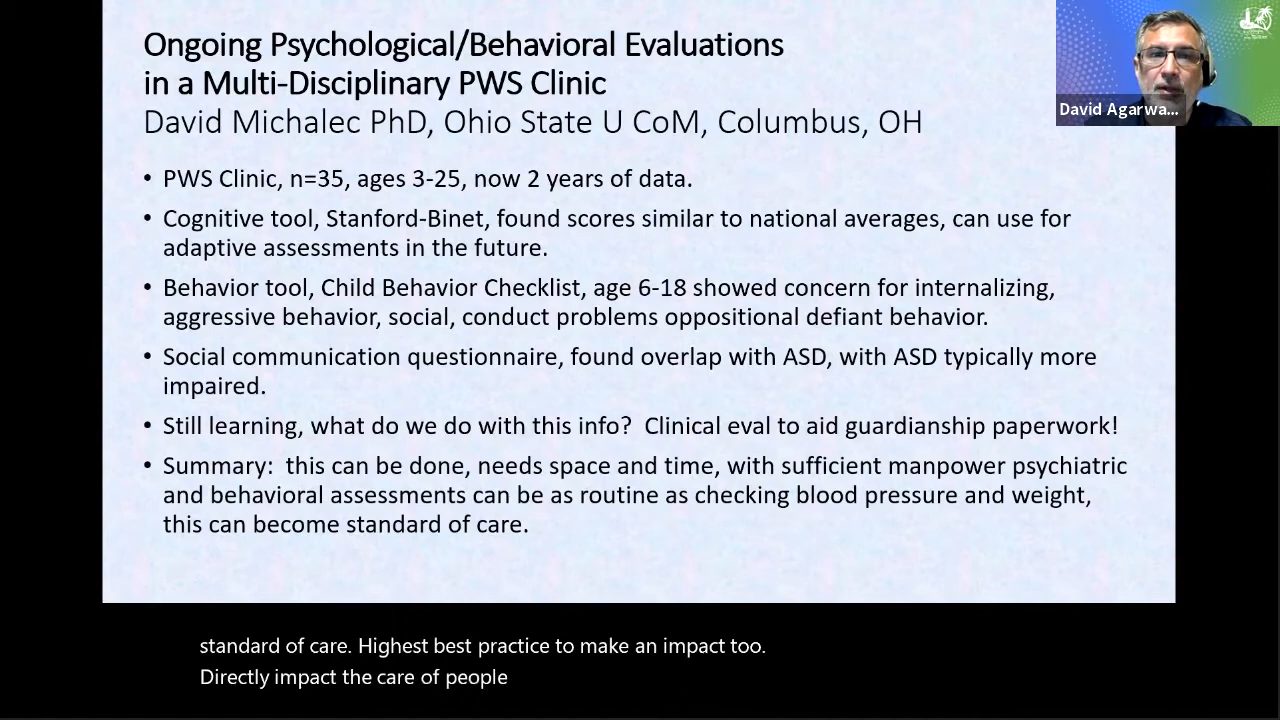 Ongoing Psychological/Behavioral Evaluations
in a Multi-Disciplinary PWS Clinic
David Michalec PhD, Ohio State U CoM, Columbus, OH
David Agarwa...
• PWS Clinic, n=35, ages 3-25, now 2 years of data.
• Cognitive tool, Stanford-Binet, found scores similar to national averages, can use for
adaptive assessments in the future.
• Behavior tool, Child Behavior Checklist, age 6-18 showed concern for internalizing,
aggressive behavior, social, conduct problems oppositional defiant behavior.
• Social communication questionnaire, found overlap with ASD, with ASD typically more
impaired.
• Still learning, what do we do with this info?  Clinical eval to aid guardianship paperwork!
• Summary:  this can be done, needs space and time, with sufficient manpower psychiatric
and behavioral assessments can be as routine as checking blood pressure and weight,
this can become standard of care.
standard of care. Highest best practice to make an impact too.
Directly impact the care of people